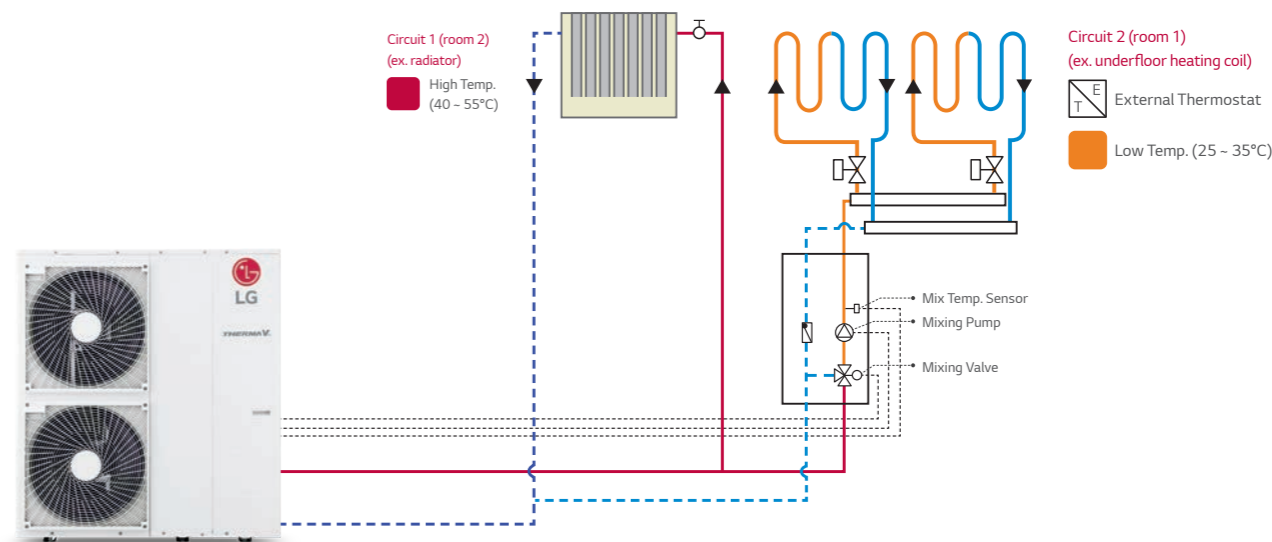 Circuit 1 (room 2)
(ex. radiator)
High Temp.
(40 ~ 55°C)
Circuit 2 (room 1)
(ex. underfloor heating coil)
T E
External Thermostat
Low Temp. (25 ~ 35°C)
LG
THERMA V.
Mix Temp. Sensor
Mixing Pump
Mixing Valve